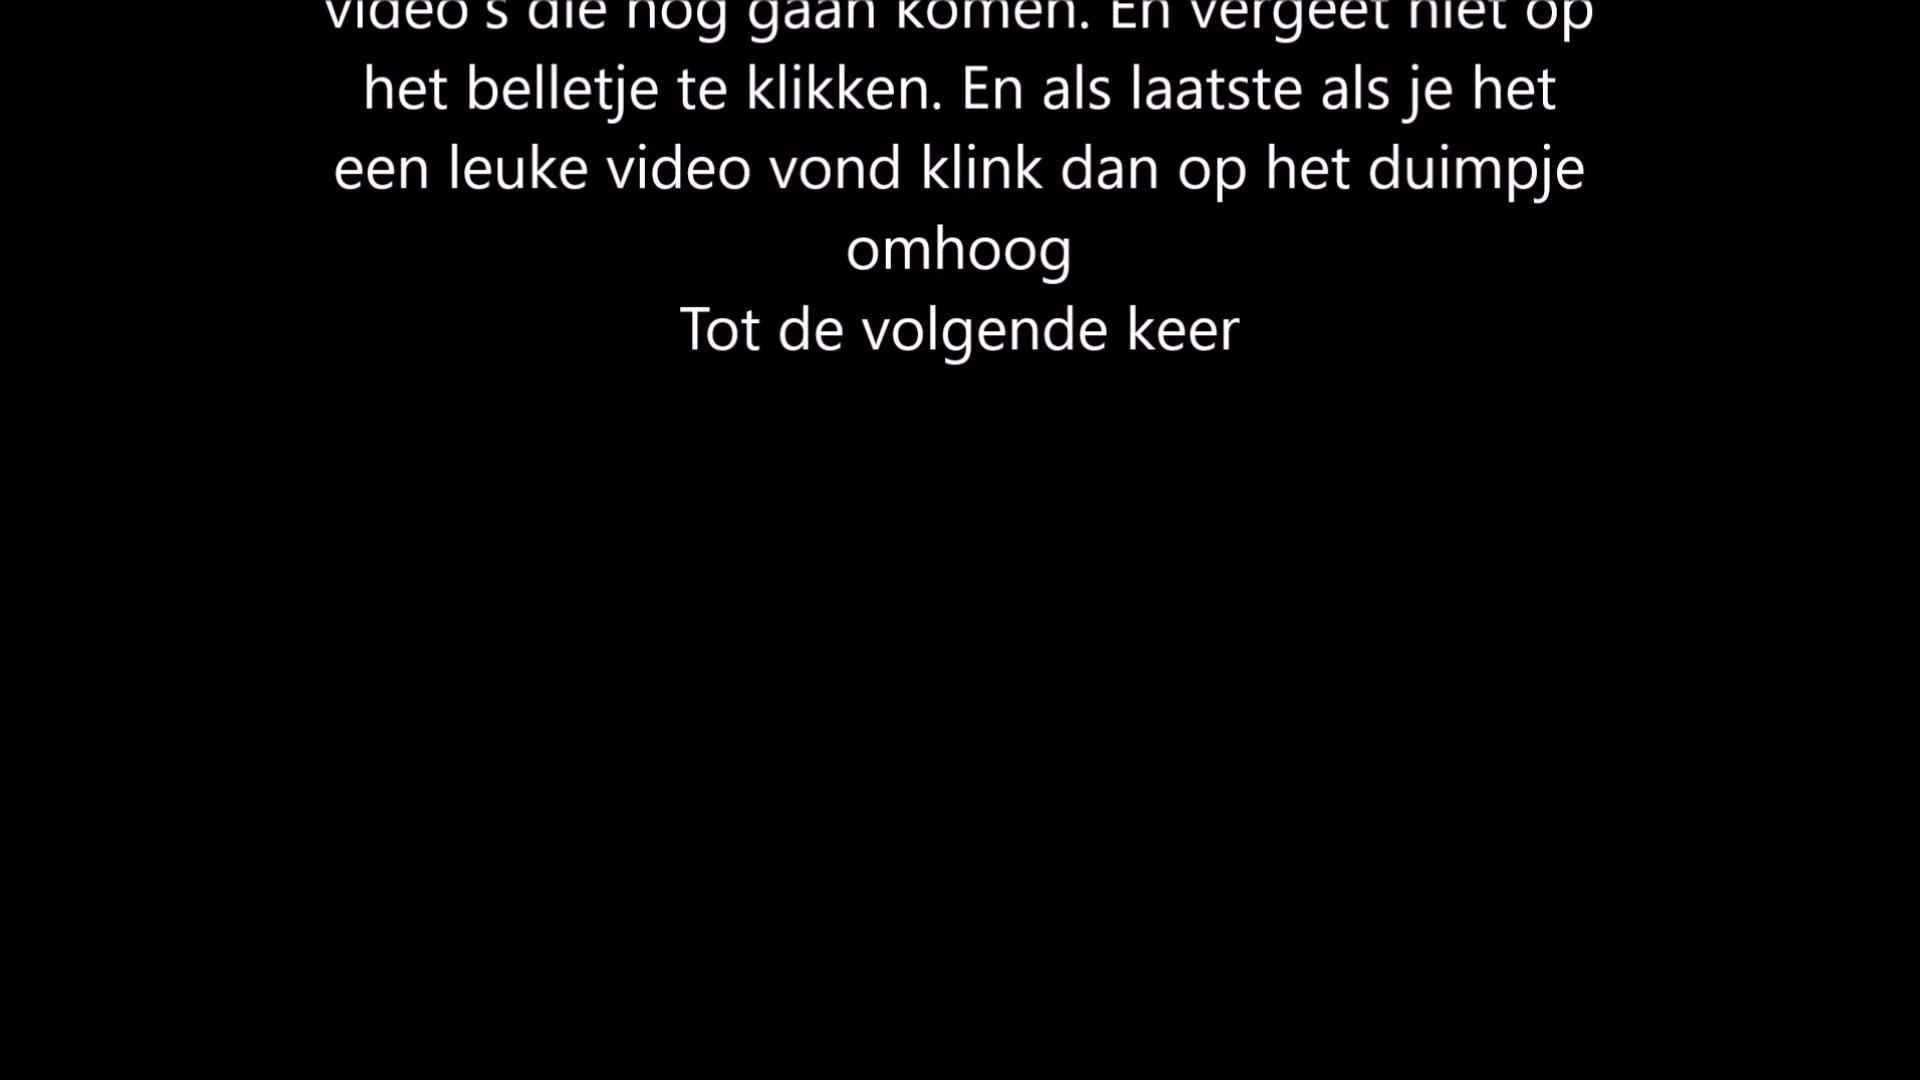 video's die nog gaan komen. En vergeet niet op
het belletje te klikken. En als laatste als je het
een leuke video vond klink dan op het duimpje
omhoog
Tot de volgende keer